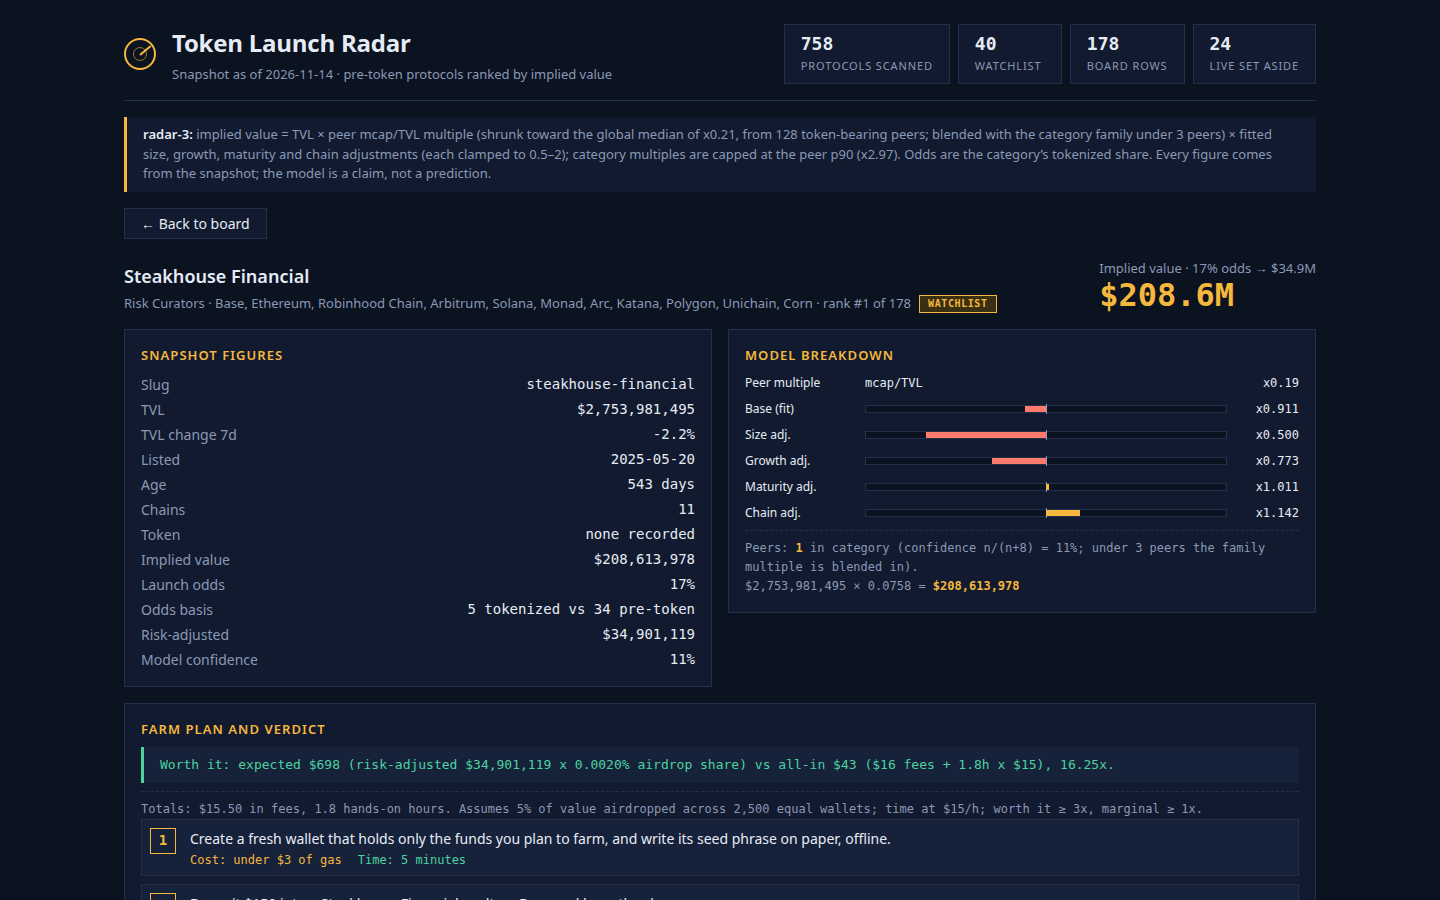 Token Launch Radar
Snapshot as of 2026-11-14 · pre-token protocols ranked by implied value
758
PROTOCOLS SCANNED
40
WATCHLIST
178
BOARD ROWS
24
LIVE SET ASIDE
radar-3: implied value = TVL × peer mcap/TVL multiple (shrunk toward the global median of x0.21, from 128 token-bearing peers; blended with the category family under 3 peers) × fitted
size, growth, maturity and chain adjustments (each clamped to 0.5–2); category multiples are capped at the peer p90 (x2.97). Odds are the category's tokenized share. Every figure comes
from the snapshot; the model is a claim, not a prediction.
← Back to board
Steakhouse Financial
Risk Curators · Base, Ethereum, Robinhood Chain, Arbitrum, Solana, Monad, Arc, Katana, Polygon, Unichain, Corn · rank #1 of 178 WATCHLIST
Implied value · 17% odds → $34.9M
$208.6M
SNAPSHOT FIGURES
Slug steakhouse-financial
TVL $2,753,981,495
TVL change 7d -2.2%
Listed 2025-05-20
Age 543 days
Chains 11
Token none recorded
Implied value $208,613,978
Launch odds 17%
Odds basis 5 tokenized vs 34 pre-token
Risk-adjusted $34,901,119
Model confidence 11%
MODEL BREAKDOWN
Peer multiple mcap/TVL x0.19
Base (fit) x0.911
Size adj. x0.500
Growth adj. x0.773
Maturity adj. x1.011
Chain adj. x1.142
Peers: 1 in category (confidence n/(n+8) = 11%; under 3 peers the family
multiple is blended in).
$2,753,981,495 × 0.0758 = $208,613,978
FARM PLAN AND VERDICT
Worth it: expected $698 (risk-adjusted $34,901,119 x 0.0020% airdrop share) vs all-in $43 ($16 fees + 1.8h x $15), 16.25x.
Totals: $15.50 in fees, 1.8 hands-on hours. Assumes 5% of value airdropped across 2,500 equal wallets; time at $15/h; worth it ≥ 3x, marginal ≥ 1x.
1
Create a fresh wallet that holds only the funds you plan to farm, and write its seed phrase on paper, offline.
Cost: under $3 of gas Time: 5 minutes